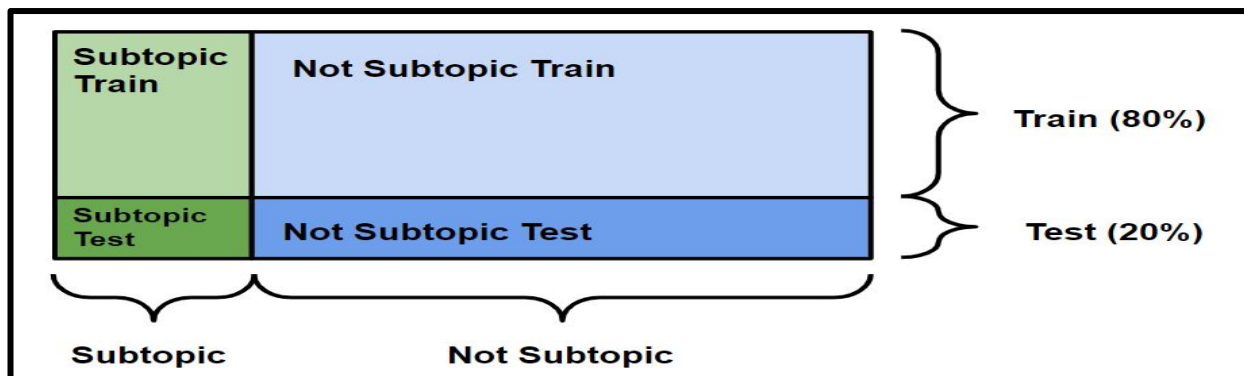 Subtopic
Train
Not Subtopic Train
Train (80%)
Subtopic
Test
Not Subtopic Test
Test (20%)
Subtopic
Not Subtopic